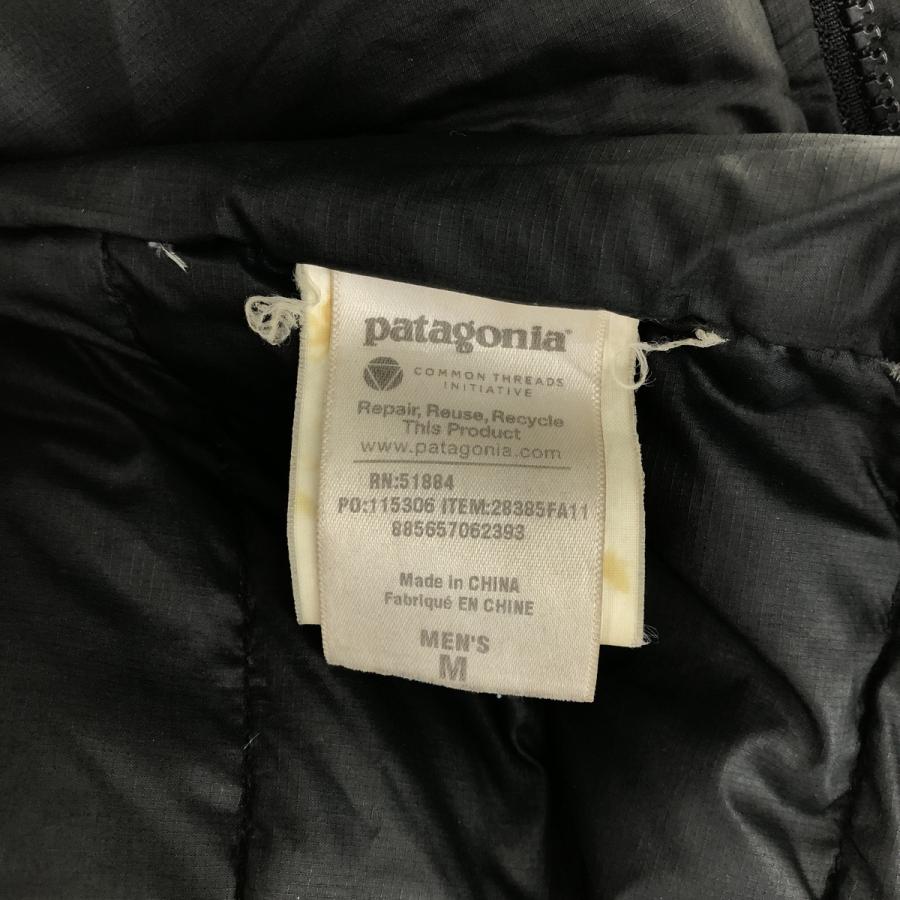 patagonia®
COMMON THREADS
INITIATIVE
Repair, Reuse, Recycle
This Product
www.patagonia.com
RN:51884
PO:115306 ITEM:28385FA11
885657062393
Made in CHINA
Fabriqué EN CHINE
MEN'S
M